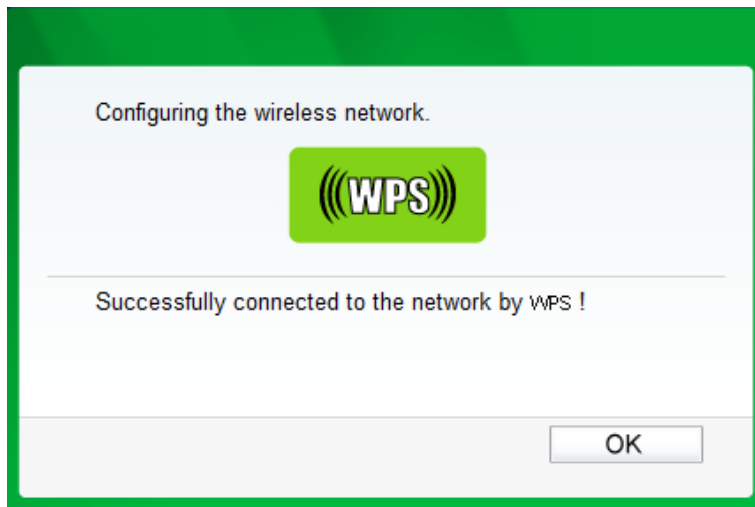 Configuring the wireless network.
(((WPS)))
Successfully connected to the network by WPS !
OK